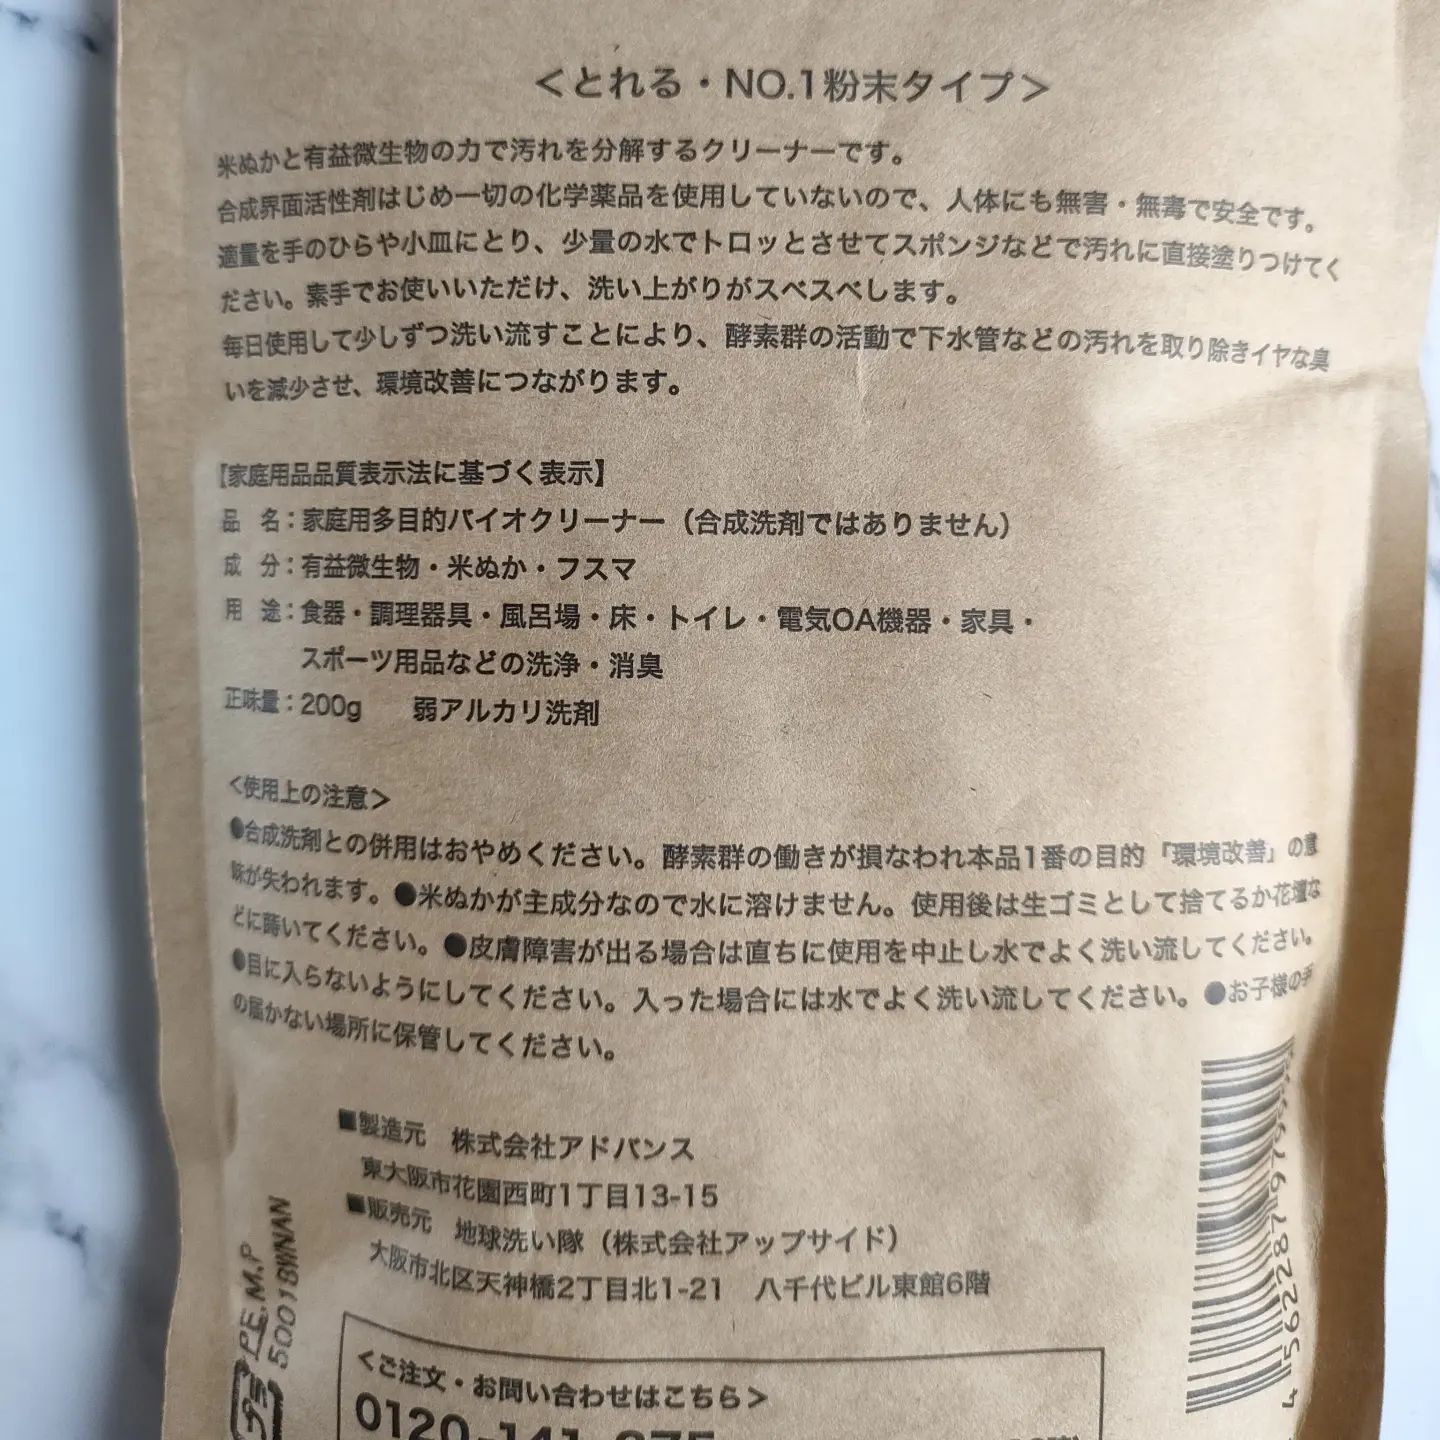 ＜とれる・NO.1粉末タイプ＞
米ぬかと有益微生物の力で汚れを分解するクリーナーです。
合成界面活性剤はじめ一切の化学薬品を使用していないので、人体にも無害・無毒で安全です。
適量を手のひらや小皿にとり、少量の水でトロッとさせてスポンジなどで汚れに直接塗りつけてく
ださい。素手でお使いいただけ、洗い上がりがスベスベします。
毎日使用して少しずつ洗い流すことにより、酵素群の活動で下水管などの汚れを取り除きイヤな臭
いを減少させ、環境改善につながります。
【家庭用品品質表示法に基づく表示】
品　名：家庭用多目的バイオクリーナー（合成洗剤ではありません）
成　分：有益微生物・米ぬか・フスマ
用　途：食器・調理器具・風呂場・床・トイレ・電気OA機器・家具・
スポーツ用品などの洗浄・消臭
正味量：200g　弱アルカリ洗剤
＜使用上の注意＞
●合成洗剤との併用はおやめください。酵素群の働きが損なわれ本品1番の目的「環境改善」の意
味が失われます。●米ぬかが主成分なので水に溶けません。使用後は生ゴミとして捨てるか花壇な
どに蒔いてください。●皮膚障害が出る場合は直ちに使用を中止し水でよく洗い流してください。
●目に入らないようにしてください。入った場合には水でよく洗い流してください。●お子様の手
の届かない場所に保管してください。
■製造元　株式会社アドバンス
東大阪市花園西町1丁目13-15
■販売元　地球洗い隊（株式会社アップサイド）
大阪市北区天神橋2丁目北1-21　八千代ビル東館6階
＜ご注文・お問い合わせはこちら＞
0120-141-
プラ
PE, M, P
50018WNAN
4 562287 97